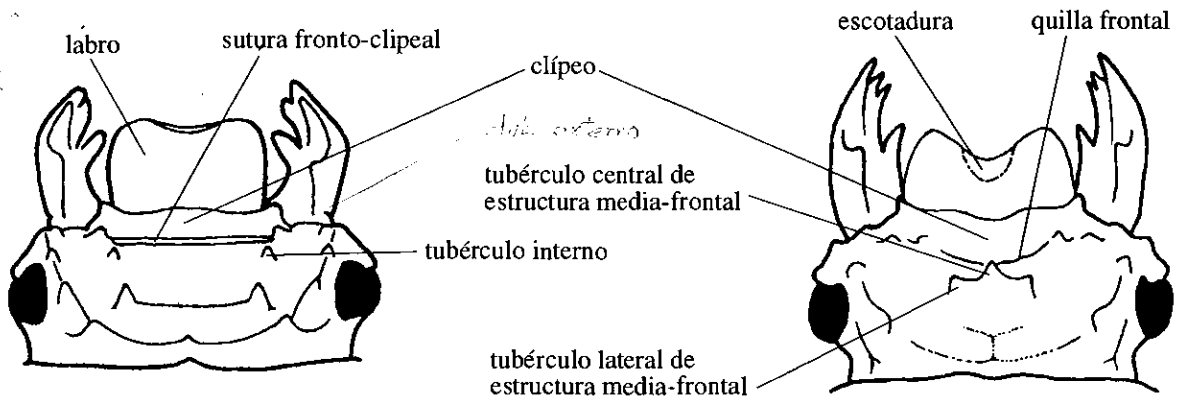 labro
sutura fronto-clipeal
clípeo
escotadura
quilla frontal
tubérculo central de
estructura media-frontal
tubérculo interno
tubérculo lateral de
estructura media-frontal